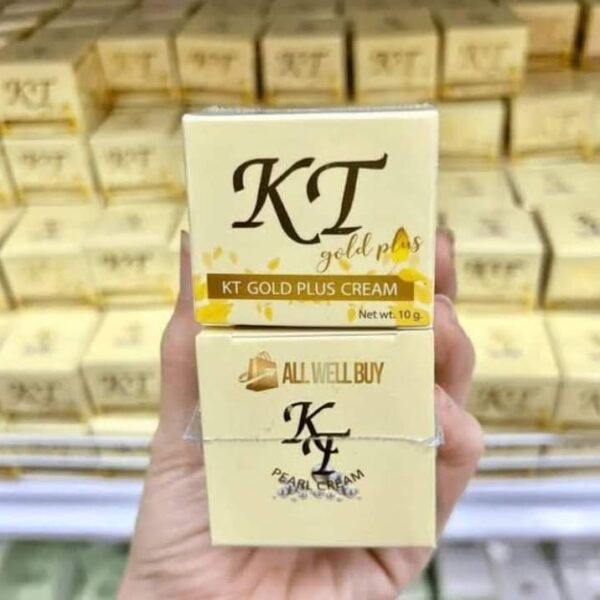 KT
gold plus
KT GOLD PLUS CREAM
Net wt. 10 g.
ALL WELL BUY
KT
PEARL CREAM